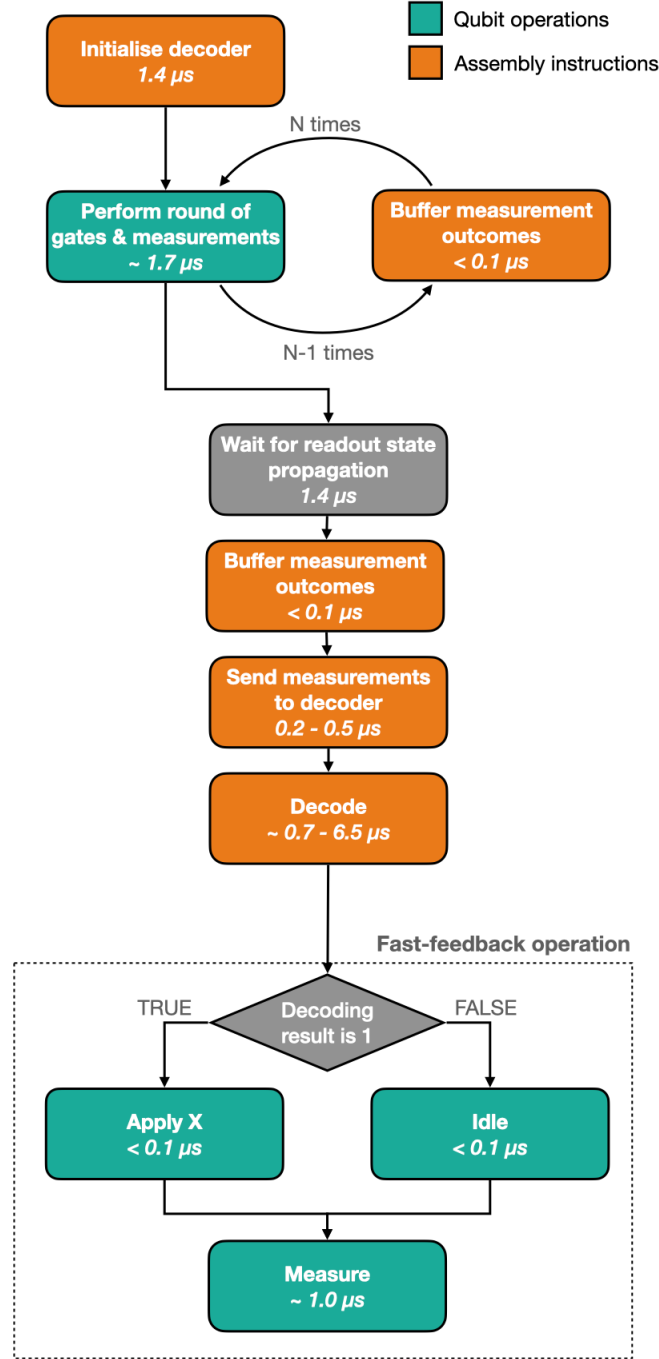 Qubit operations
Assembly instructions
Initialise decoder
1.4 µs
N times
Perform round of
gates & measurements
~ 1.7 µs
Buffer measurement
outcomes
< 0.1 µs
N-1 times
Wait for readout state
propagation
1.4 µs
Buffer measurement
outcomes
< 0.1 µs
Send measurements
to decoder
0.2 - 0.5 µs
Decode
~ 0.7 - 6.5 µs
Fast-feedback operation
TRUE
Decoding
result is 1
FALSE
Apply X
< 0.1 µs
Idle
< 0.1 µs
Measure
~ 1.0 µs